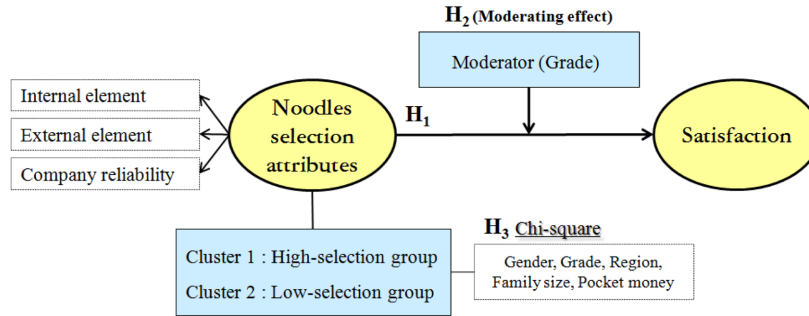 H2 (Moderating effect)
Moderator (Grade)
Internal element
External element
Company reliability
Noodles
selection
attributes
H1
Satisfaction
Cluster 1 : High-selection group
Cluster 2 : Low-selection group
H3 Chi-square
Gender, Grade, Region,
Family size, Pocket money